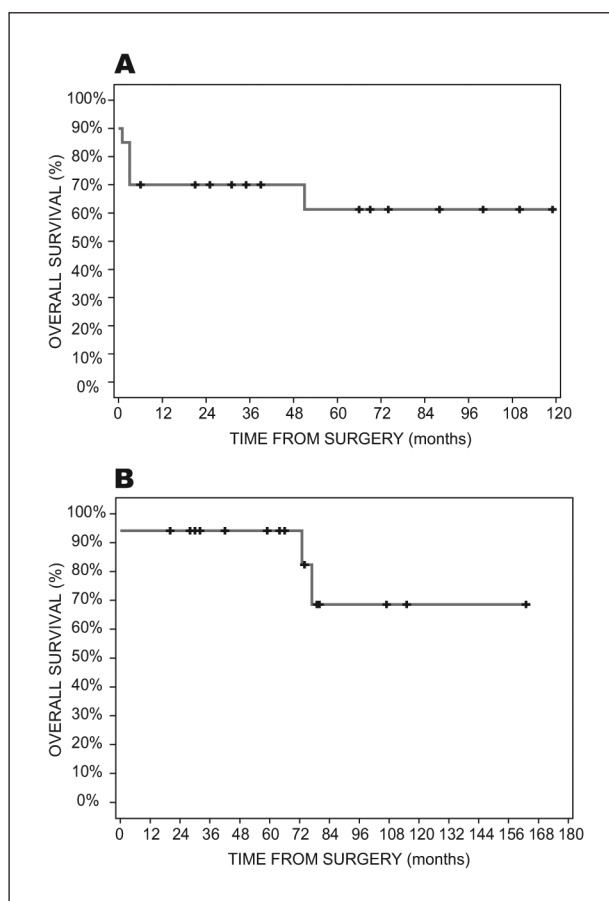 A
100%
90%
80%
70%
60%
50%
40%
30%
20%
10%
0%
OVERALL SURVIVAL (%)
0 12 24 36 48 60 72 84 96 108 120
TIME FROM SURGERY (months)
B
100%
90%
80%
70%
60%
50%
40%
30%
20%
10%
0%
OVERALL SURVIVAL (%)
0 12 24 36 48 60 72 84 96 108 120 132 144 156 168 180
TIME FROM SURGERY (months)